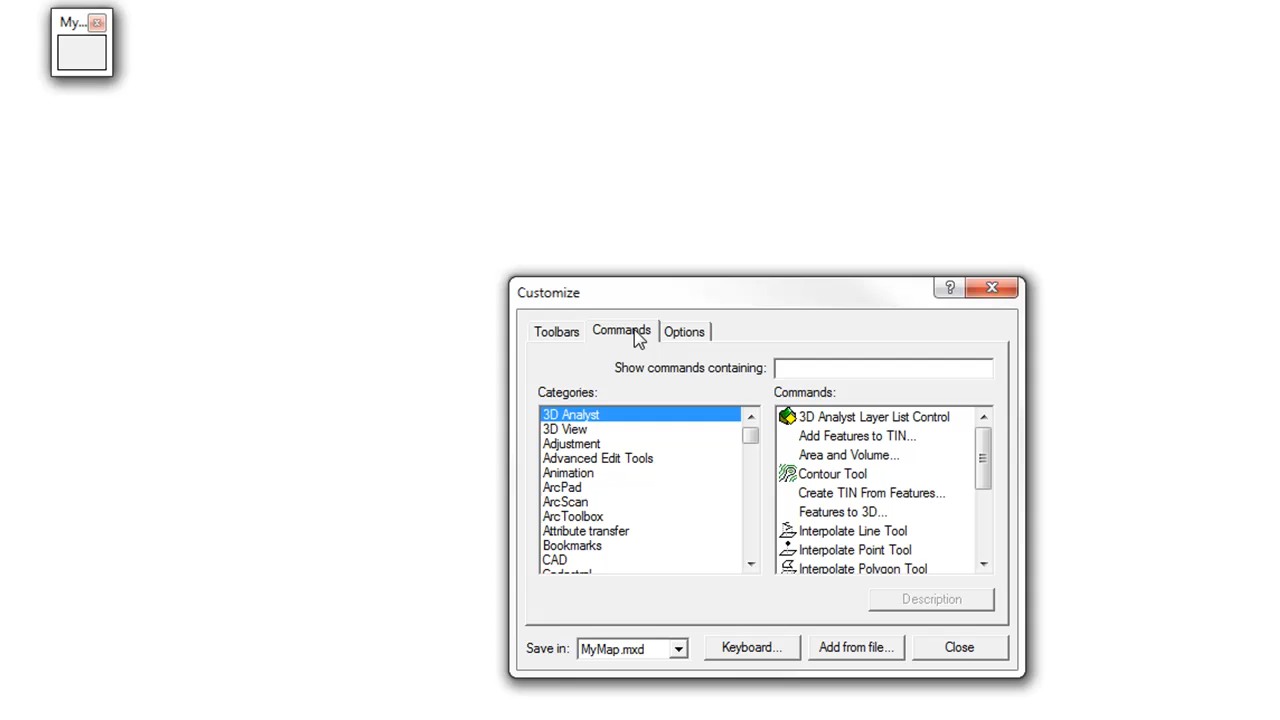 My...
Customize
Toolbars Commands Options
Show commands containing:
Categories: Commands:
3D Analyst
3D View
Adjustment
Advanced Edit Tools
Animation
ArcPad
ArcScan
ArcToolbox
Attribute transfer
Bookmarks
CAD
Cadastral
3D Analyst Layer List Control
Add Features to TIN...
Area and Volume...
Contour Tool
Create TIN From Features...
Features to 3D...
Interpolate Line Tool
Interpolate Point Tool
Interpolate Polygon Tool
Description
Save in: MyMap.mxd Keyboard... Add from file... Close